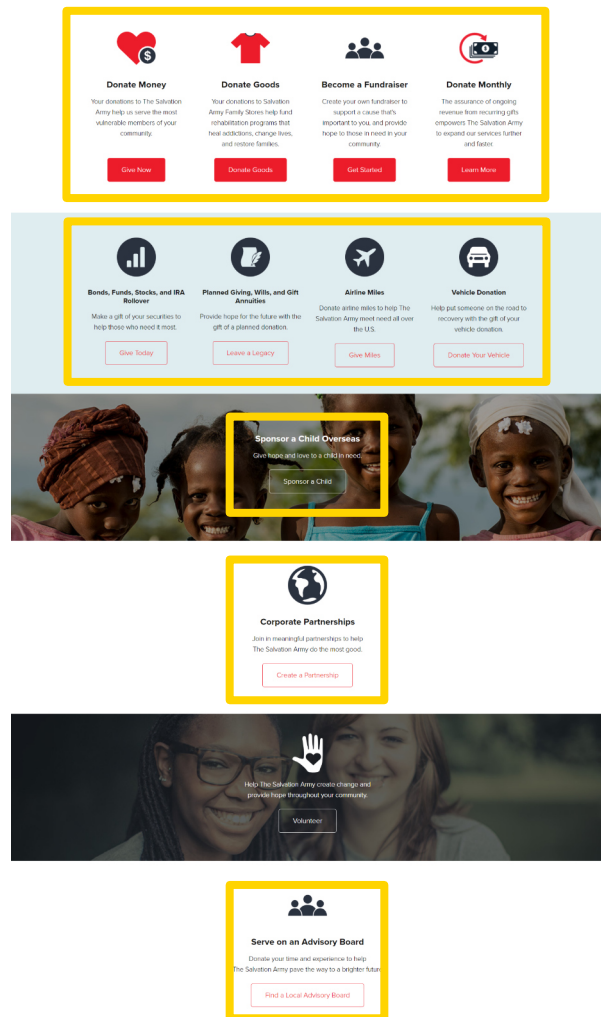 $
Donate Money
Your donations to The Salvation
Army help us serve the most
vulnerable members of your
community.
Give Now
Donate Goods
Your donations to Salvation
Army Family Stores help fund
rehabilitation programs that
heal addictions, change lives,
and restore families.
Donate Goods
Become a Fundraiser
Create your own fundraiser to
support a cause that's
important to you, and provide
hope to those in need in your
community.
Get Started
$
Donate Monthly
The assurance of ongoing
revenue from recurring gifts
empowers The Salvation Army
to expand our services further
and faster.
Learn More
Bonds, Funds, Stocks, and IRA
Rollover
Make a gift of your securities to
help those who need it most.
Give Today
Planned Giving, Wills, and Gift
Annuities
Provide hope for the future with the
gift of a planned donation.
Leave a Legacy
Airline Miles
Donate airline miles to help The
Salvation Army meet need all over
the U.S.
Give Miles
Vehicle Donation
Help put someone on the road to
recovery with the gift of your
vehicle donation.
Donate Your Vehicle
Sponsor a Child Overseas
Give hope and love to a child in need.
Sponsor a Child
Corporate Partnerships
Join in meaningful partnerships to help
The Salvation Army do the most good.
Create a Partnership
Help The Salvation Army create change and
provide hope throughout your community.
Volunteer
Serve on an Advisory Board
Donate your time and experience to help
The Salvation Army pave the way to a brighter future
Find a Local Advisory Board